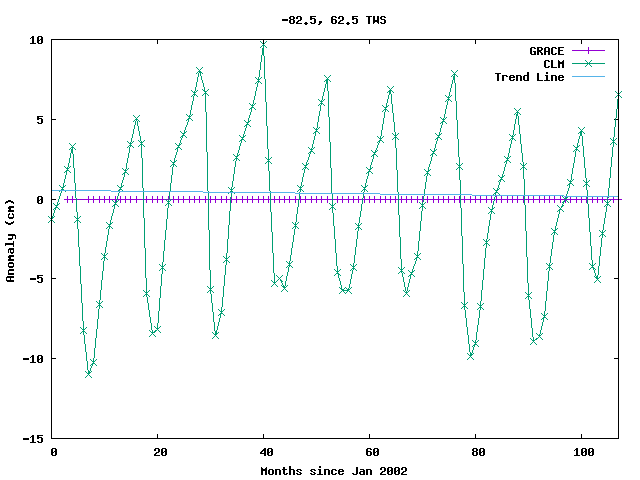 -82.5, 62.5 TWS
GRACE
CLM
Trend Line
10
5
0
-5
-10
-15
Anomaly (cm)
0 20 40 60 80 100
Months since Jan 2002